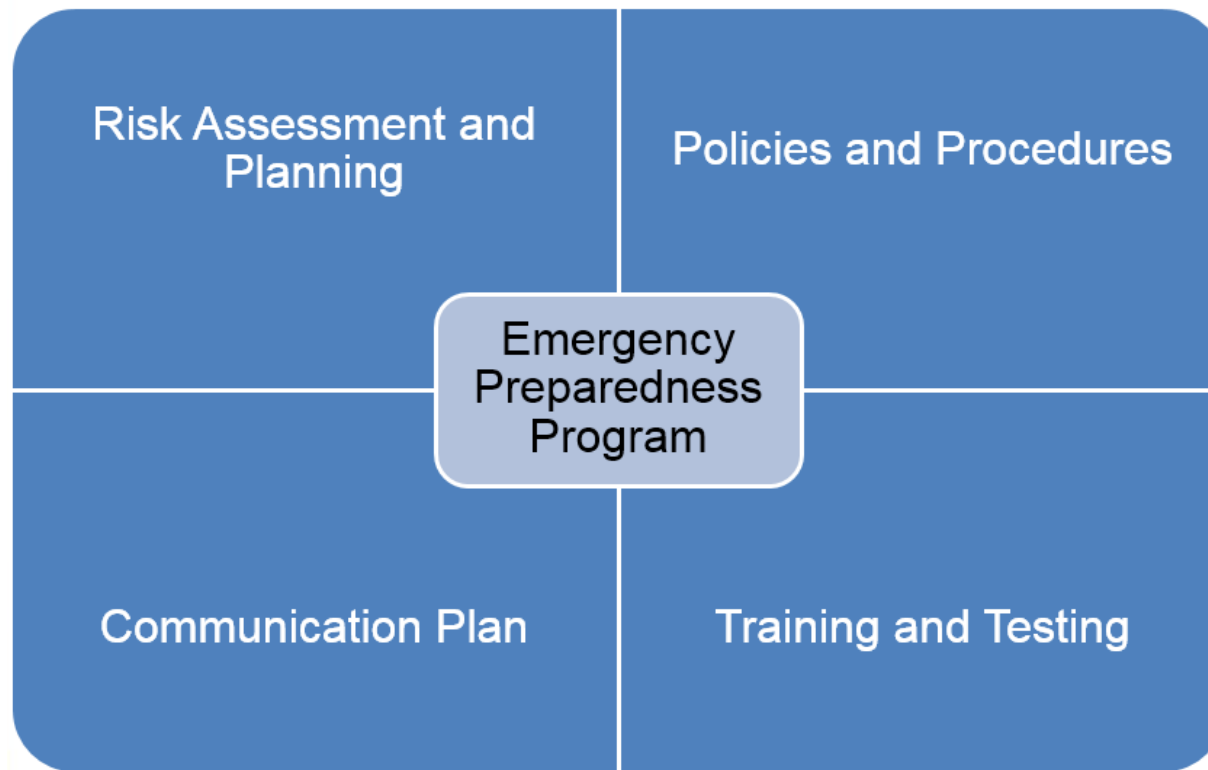 Risk Assessment and
Planning
Policies and Procedures
Emergency
Preparedness
Program
Communication Plan
Training and Testing